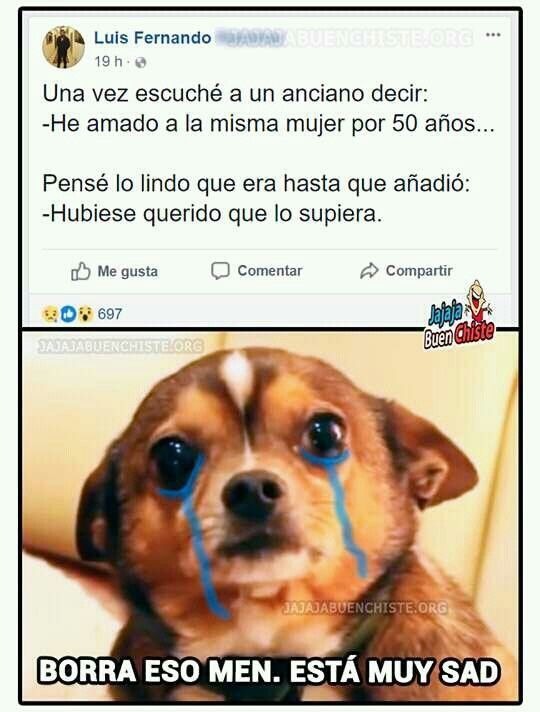 Luis Fernando JAJAJABUENCHISTE.ORG
19 h
Una vez escuché a un anciano decir:
-He amado a la misma mujer por 50 años...
Pensé lo lindo que era hasta que añadió:
-Hubiese querido que lo supiera.
Me gusta Comentar Compartir
697
Jajaja
Buen Chiste
JAJAJABUENCHISTE.ORG
JAJAJABUENCHISTE.ORG
BORRA ESO MEN. ESTÁ MUY SAD